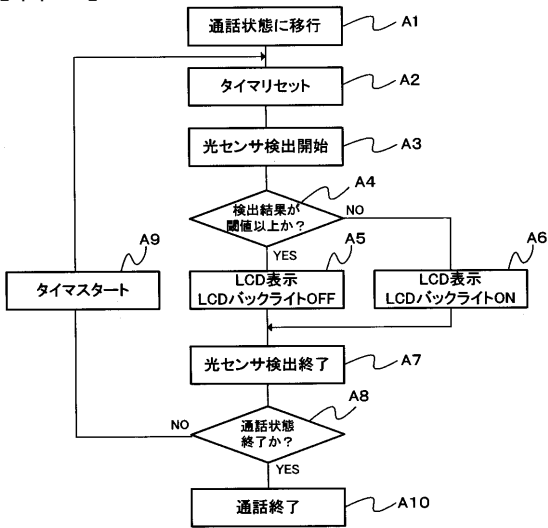 通話状態に移行
A1
タイマリセット
A2
光センサ検出開始
A3
検出結果が
閾値以上か?
A4
NO
YES
A5
LCD表示
LCDバックライトOFF
A6
LCD表示
LCDバックライトON
A9
タイマスタート
光センサ検出終了
A7
通話状態
終了か?
A8
NO
YES
通話終了
A10